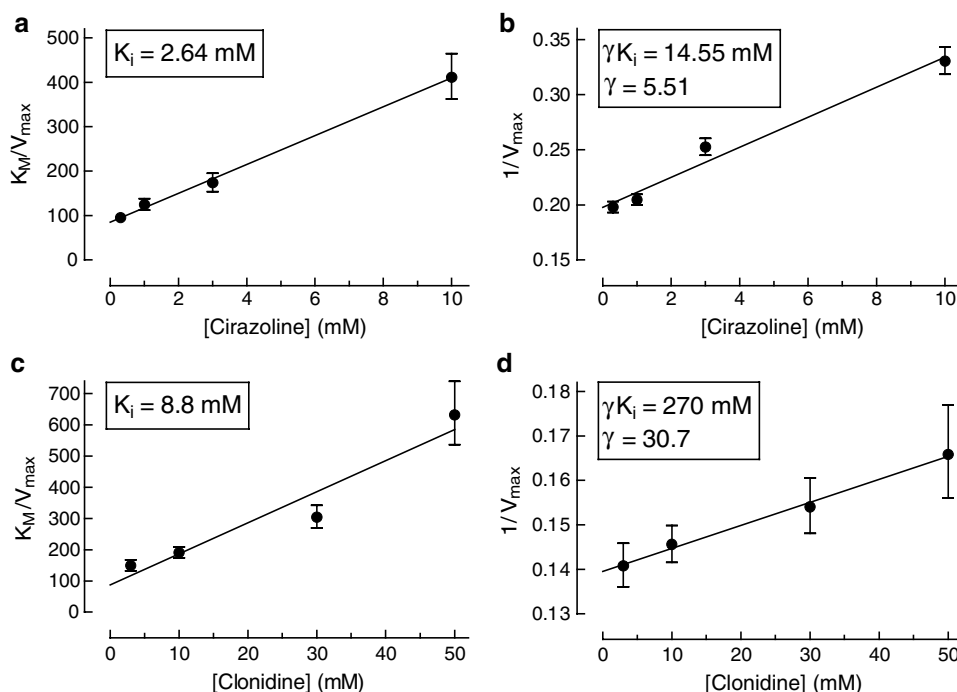 a
K_i = 2.64 mM
K_M/V_max
500
400
300
200
100
0
0 2 4 6 8 10
[Cirazoline] (mM)
b
γK_i = 14.55 mM
γ = 5.51
1/V_max
0.35
0.30
0.25
0.20
0.15
0 2 4 6 8 10
[Cirazoline] (mM)
c
K_i = 8.8 mM
K_M/V_max
700
600
500
400
300
200
100
0
0 10 20 30 40 50
[Clonidine] (mM)
d
γK_i = 270 mM
γ = 30.7
1/V_max
0.18
0.17
0.16
0.15
0.14
0.13
0 10 20 30 40 50
[Clonidine] (mM)